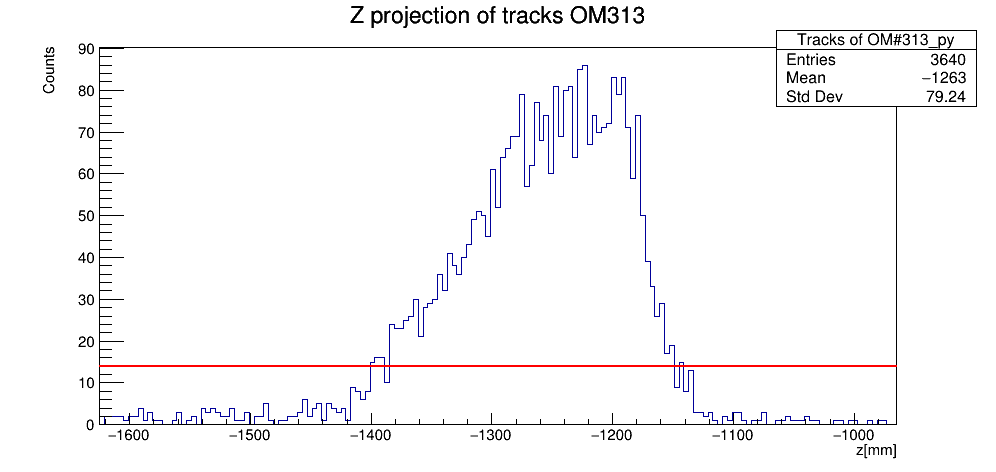 Z projection of tracks OM313
Tracks of OM#313_py
Entries 3640
Mean −1263
Std Dev 79.24
Counts
90
80
70
60
50
40
30
20
10
0
−1600 −1500 −1400 −1300 −1200 −1100 −1000
z[mm]